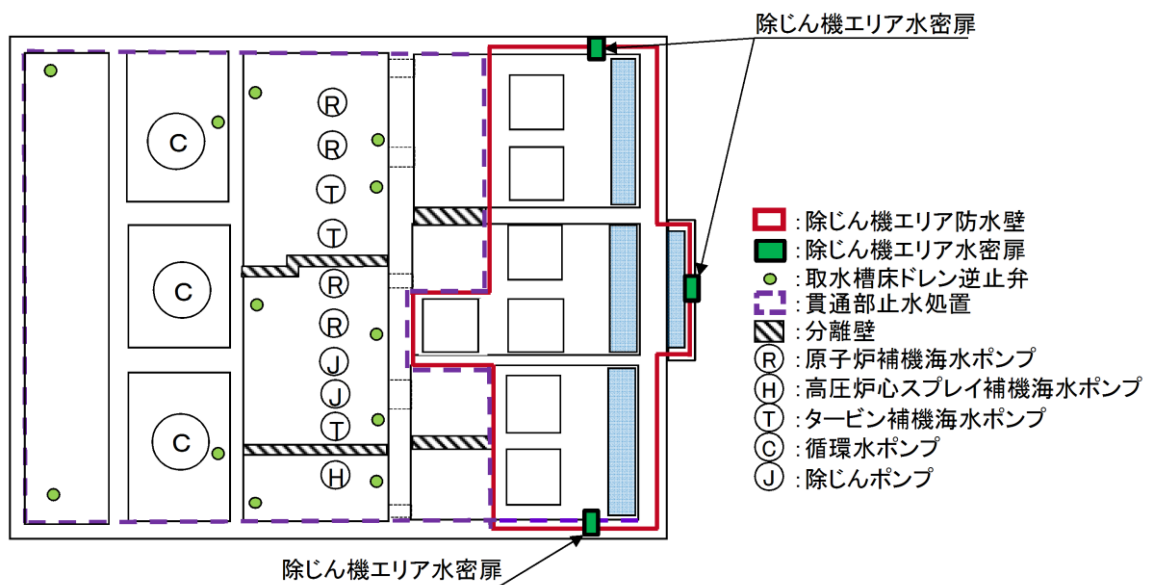 除じん機エリア水密扉
C
C
C
R
R
T
T
R
R
J
J
T
H
：除じん機エリア防水壁
：除じん機エリア水密扉
：取水槽床ドレン逆止弁
：貫通部止水処置
：分離壁
R：原子炉補機海水ポンプ
H：高圧炉心スプレイ補機海水ポンプ
T：タービン補機海水ポンプ
C：循環水ポンプ
J：除じんポンプ
除じん機エリア水密扉